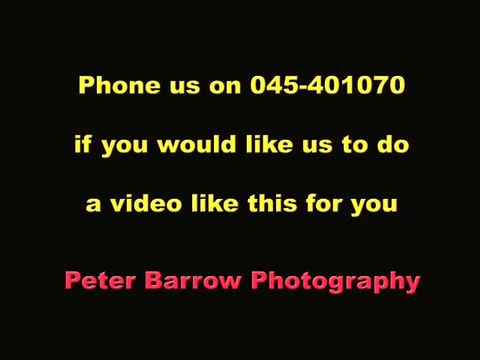 Phone us on 045-401070
if you would like us to do
a video like this for you
Peter Barrow Photography